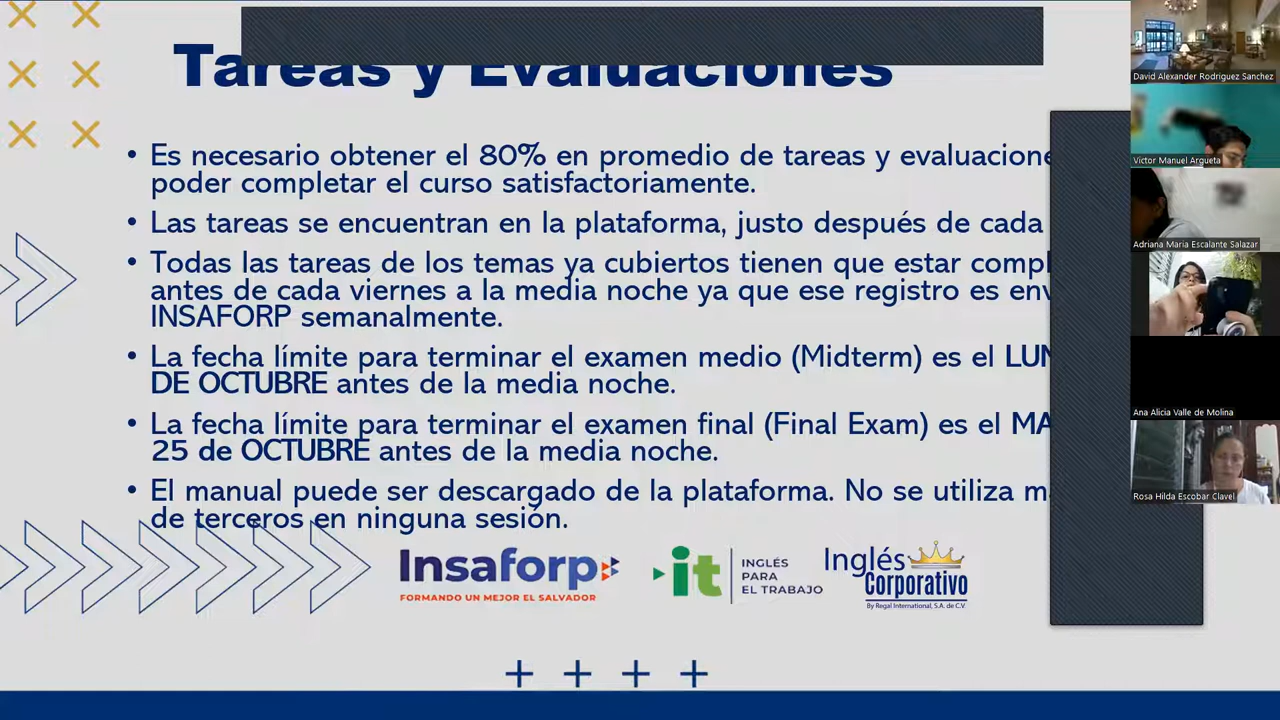 Tareas y Evaluaciones
• Es necesario obtener el 80% en promedio de tareas y
poder completar el curso satisfactoriamente.
• Las tareas se encuentran en la plataforma, justo después de cada
• Todas las tareas de los temas ya cubiertos tienen que estar
antes de cada viernes a la media noche ya que ese registro es
INSAFORP semanalmente.
• La fecha límite para terminar el examen medio (Midterm) es el
DE OCTUBRE antes de la media noche.
• La fecha límite para terminar el examen final (Final Exam) es el
25 de OCTUBRE antes de la media noche.
• El manual puede ser descargado de la plataforma. No se utiliza
de terceros en ninguna sesión.
Insaforp
FORMANDO UN MEJOR EL SALVADOR
it
INGLÉS
PARA
EL TRABAJO
Inglés
Corporativo
By Regal International, S.A. de C.V.
David Alexander Rodriguez Sanchez
Víctor Manuel Argueta
Adriana María Escalante Salazar
Ana Alicia Valle de Molina
Rosa Hilda Escobar Clavel